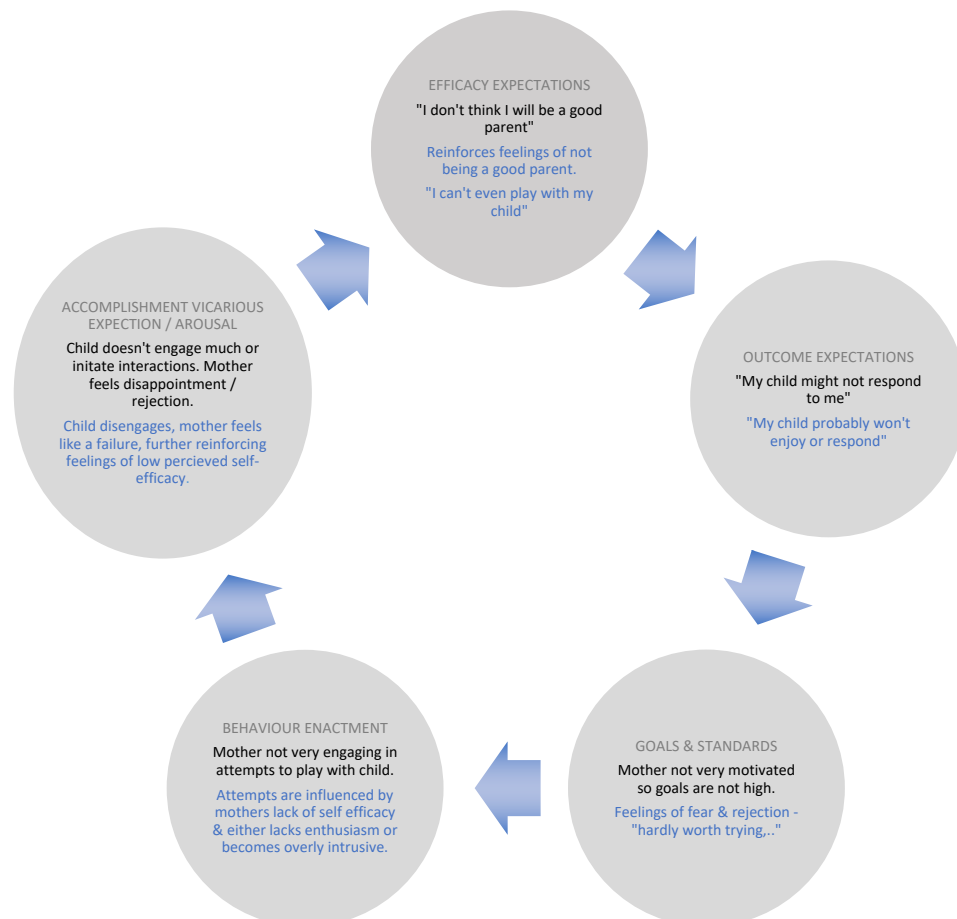 EFFICACY EXPECTATIONS
"I don't think I will be a good
parent"
Reinforces feelings of not
being a good parent.
"I can't even play with my
child"
OUTCOME EXPECTATIONS
"My child might not respond
to me"
"My child probably won't
enjoy or respond"
GOALS & STANDARDS
Mother not very motivated
so goals are not high.
Feelings of fear & rejection -
"hardly worth trying,.."
BEHAVIOUR ENACTMENT
Mother not very engaging in
attempts to play with child.
Attempts are influenced by
mothers lack of self efficacy
& either lacks enthusiasm or
becomes overly intrusive.
ACCOMPLISHMENT VICARIOUS
EXPECTION / AROUSAL
Child doesn't engage much or
initate interactions. Mother
feels disappointment /
rejection.
Child disengages, mother feels
like a failure, further reinforcing
feelings of low percieved self-
efficacy.